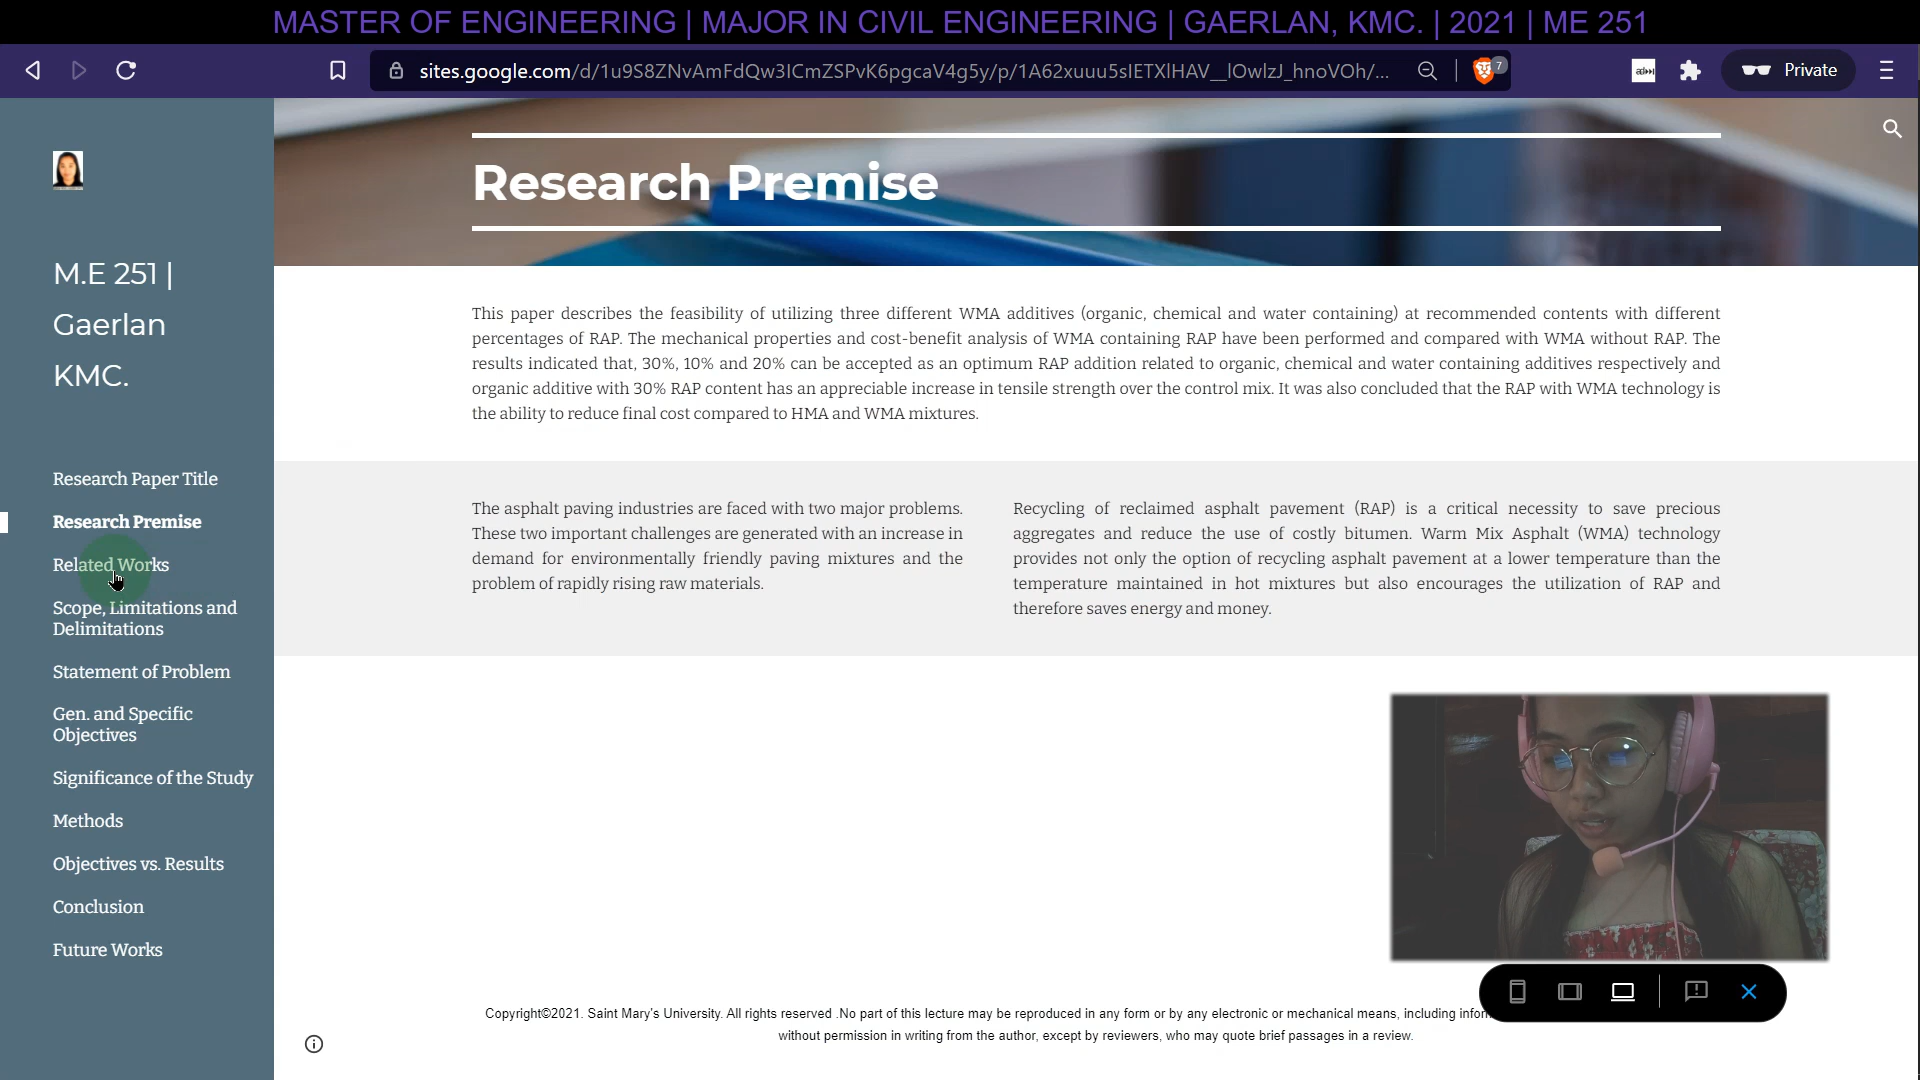 MASTER OF ENGINEERING | MAJOR IN CIVIL ENGINEERING | GAERLAN, KMC. | 2021 | ME 251
sites.google.com/d/1u9S8ZNvAmFdQw3ICmZSPvK6pgcaV4g5y/p/1A62xuuu5sIETXlHAV__lOwlzJ_hnoVOh/...
7
Private
M.E 251 |
Gaerlan
KMC.
Research Paper Title
Research Premise
Related Works
Scope, Limitations and
Delimitations
Statement of Problem
Gen. and Specific
Objectives
Significance of the Study
Methods
Objectives vs. Results
Conclusion
Future Works
Research Premise
This paper describes the feasibility of utilizing three different WMA additives (organic, chemical and water containing) at recommended contents with different
percentages of RAP. The mechanical properties and cost-benefit analysis of WMA containing RAP have been performed and compared with WMA without RAP. The
results indicated that, 30%, 10% and 20% can be accepted as an optimum RAP addition related to organic, chemical and water containing additives respectively and
organic additive with 30% RAP content has an appreciable increase in tensile strength over the control mix. It was also concluded that the RAP with WMA technology is
the ability to reduce final cost compared to HMA and WMA mixtures.
The asphalt paving industries are faced with two major problems.
These two important challenges are generated with an increase in
demand for environmentally friendly paving mixtures and the
problem of rapidly rising raw materials.
Recycling of reclaimed asphalt pavement (RAP) is a critical necessity to save precious
aggregates and reduce the use of costly bitumen. Warm Mix Asphalt (WMA) technology
provides not only the option of recycling asphalt pavement at a lower temperature than the
temperature maintained in hot mixtures but also encourages the utilization of RAP and
therefore saves energy and money.
Copyright©2021. Saint Mary's University. All rights reserved .No part of this lecture may be reproduced in any form or by any electronic or mechanical means, including
without permission in writing from the author, except by reviewers, who may quote brief passages in a review.